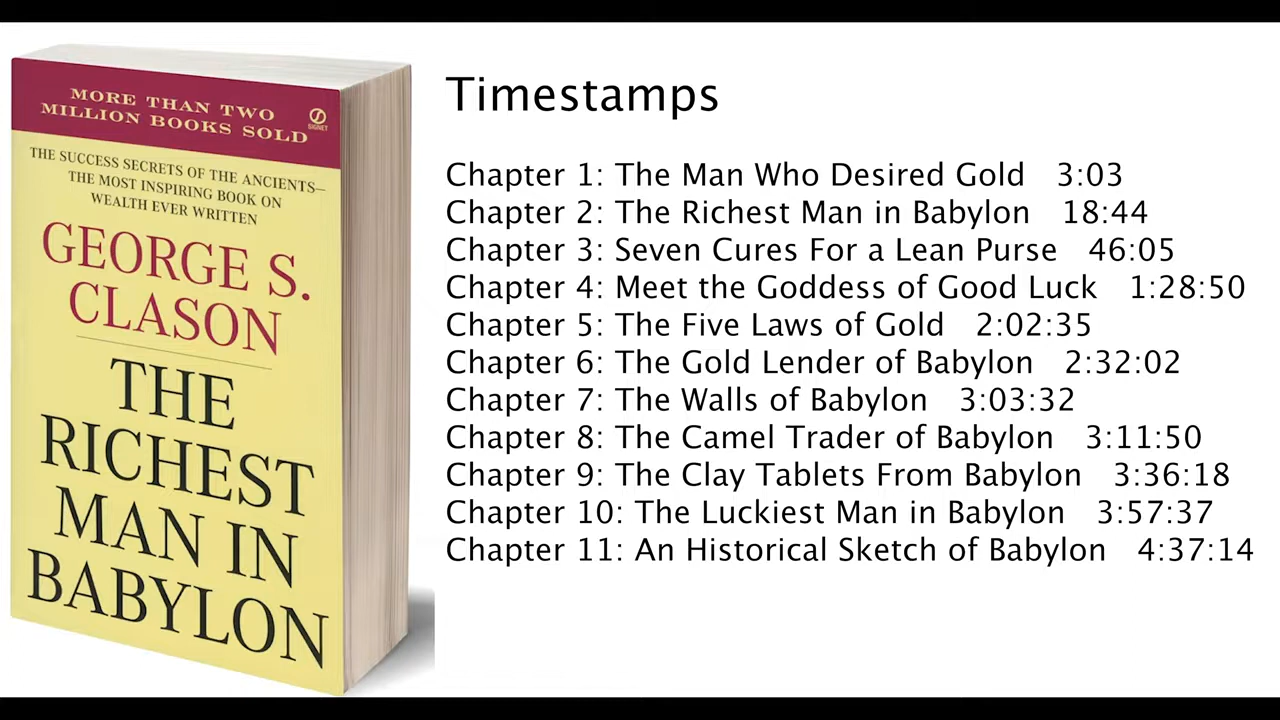 MORE THAN TWO
MILLION BOOKS SOLD
SIGNET
THE SUCCESS SECRETS OF THE ANCIENTS—
THE MOST INSPIRING BOOK ON
WEALTH EVER WRITTEN
GEORGE S.
CLASON
THE
RICHEST
MAN IN
BABYLON
Timestamps
Chapter 1: The Man Who Desired Gold 3:03
Chapter 2: The Richest Man in Babylon 18:44
Chapter 3: Seven Cures For a Lean Purse 46:05
Chapter 4: Meet the Goddess of Good Luck 1:28:50
Chapter 5: The Five Laws of Gold 2:02:35
Chapter 6: The Gold Lender of Babylon 2:32:02
Chapter 7: The Walls of Babylon 3:03:32
Chapter 8: The Camel Trader of Babylon 3:11:50
Chapter 9: The Clay Tablets From Babylon 3:36:18
Chapter 10: The Luckiest Man in Babylon 3:57:37
Chapter 11: An Historical Sketch of Babylon 4:37:14